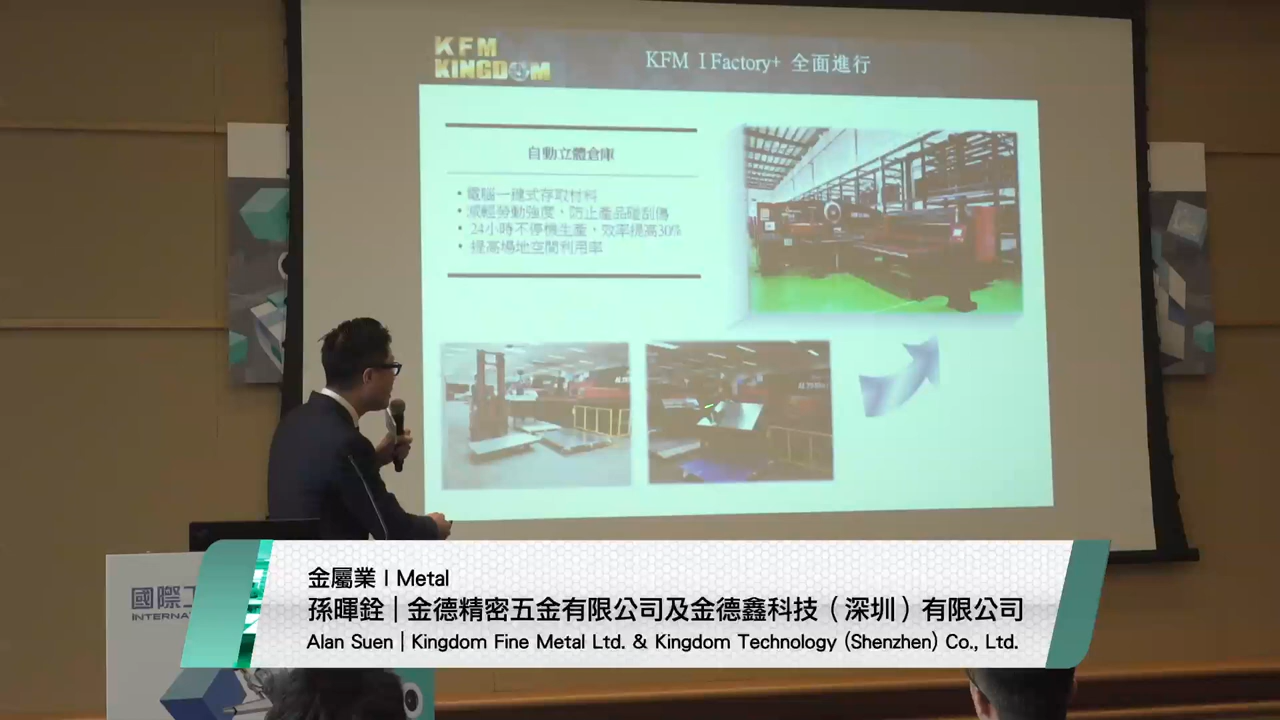 KFM
KINGDOM
KFM I Factory+ 全面進行
自動立體倉庫
• 電腦一鍵式存取材料
• 減輕勞動強度、防止產品碰刮傷
• 24小時不停機生產、效率提高30%
• 提高場地空間利用率
國際工
INTERNA
金屬業 | Metal
孫暉銓 | 金德精密五金有限公司及金德鑫科技（深圳）有限公司
Alan Suen | Kingdom Fine Metal Ltd. & Kingdom Technology (Shenzhen) Co., Ltd.